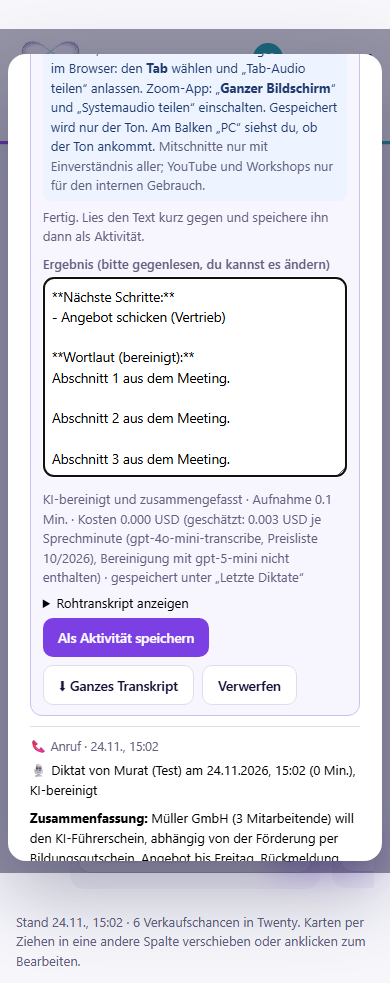 im Browser: den Tab wählen und „Tab-Audio
teilen“ anlassen. Zoom-App: „Ganzer Bildschirm“
und „Systemaudio teilen“ einschalten. Gespeichert
wird nur der Ton. Am Balken „PC“ siehst du, ob
der Ton ankommt. Mitschnitte nur mit
Einverständnis aller; YouTube und Workshops nur
für den internen Gebrauch.
Fertig. Lies den Text kurz gegen und speichere ihn
dann als Aktivität.
Ergebnis (bitte gegenlesen, du kannst es ändern)
**Nächste Schritte:**
- Angebot schicken (Vertrieb)
**Wortlaut (bereinigt):**
Abschnitt 1 aus dem Meeting.
Abschnitt 2 aus dem Meeting.
Abschnitt 3 aus dem Meeting.
KI-bereinigt und zusammengefasst · Aufnahme 0.1
Min. · Kosten 0.000 USD (geschätzt: 0.003 USD je
Sprechminute (gpt-4o-mini-transcribe, Preisliste
10/2026), Bereinigung mit gpt-5-mini nicht
enthalten) · gespeichert unter „Letzte Diktate“
▶ Rohtranskript anzeigen
Als Aktivität speichern
⬇ Ganzes Transkript Verwerfen
📞 Anruf · 24.11., 15:02
🎙 Diktat von Murat (Test) am 24.11.2026, 15:02 (0 Min.),
KI-bereinigt
Zusammenfassung: Müller GmbH (3 Mitarbeitende) will
den KI-Führerschein, abhängig von der Förderung per
Bildungsgutschein. Angebot bis Freitag, Rückmeldung
Stand 24.11., 15:02 · 6 Verkaufschancen in Twenty. Karten per
Ziehen in eine andere Spalte verschieben oder anklicken zum
Bearbeiten.